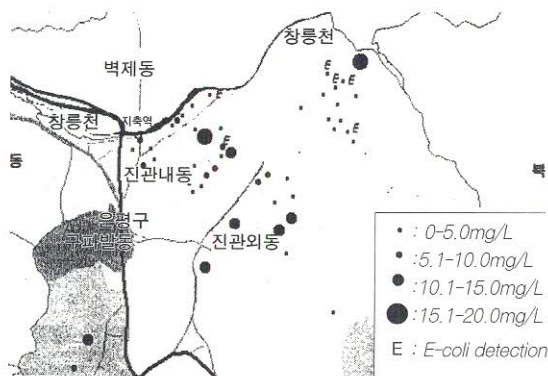 창릉천
벽제동
E
E E
E
창릉천
지축역
E
E
E
E
동
진관내동
은평구
구파발동
진관외동
· : 0-5.0mg/L
• : 5.1-10.0mg/L
● : 10.1-15.0mg/L
● : 15.1-20.0mg/L
E : E-coli detection